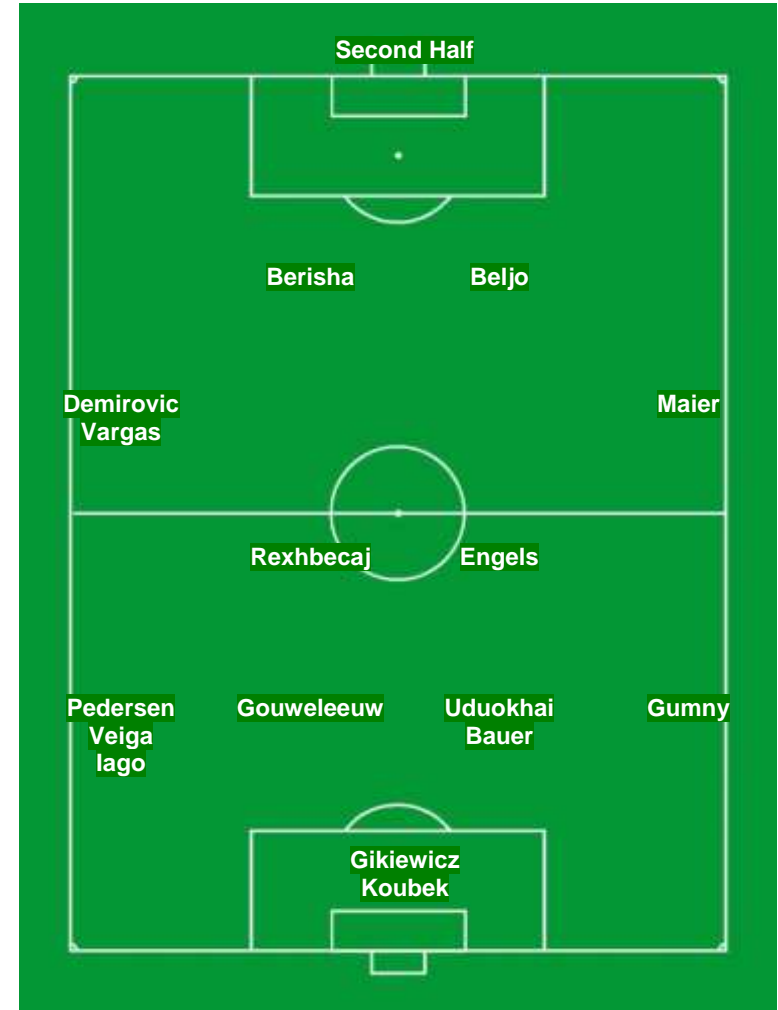 Second Half
Berisha Beljo
Demirovic Maier
Vargas
Rexhbecaj Engels
Pedersen Gouweleeuw Uduokhai Gumny
Veiga Bauer
Iago
Gikiewicz
Koubek